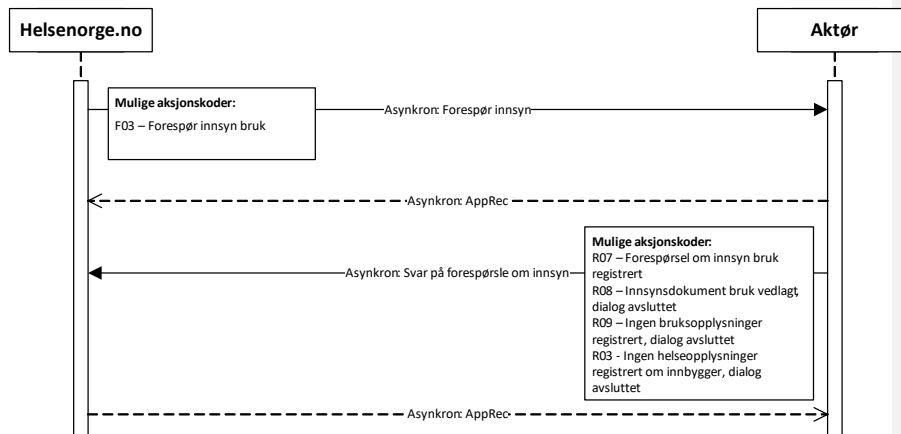 Helsenorge.no
Aktør
Mulige aksjonskoder:
F03 – Forespør innsyn bruk
Asynkron: Forespør innsyn
Asynkron: AppRec
Mulige aksjonskoder:
R07 – Forespørsel om innsyn bruk
registrert
R08 – Innsynsdokument bruk vedlagt,
dialog avsluttet
R09 – Ingen bruksopplysninger
registrert, dialog avsluttet
R03 - Ingen helseopplysninger
registrert om innbygger, dialog
avsluttet
Asynkron: Svar på forespørsle om innsyn
Asynkron: AppRec